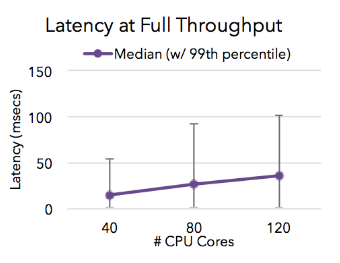 Latency at Full Throughput
Median (w/ 99th percentile)
150
100
50
0
Latency (msecs)
40 80 120
# CPU Cores